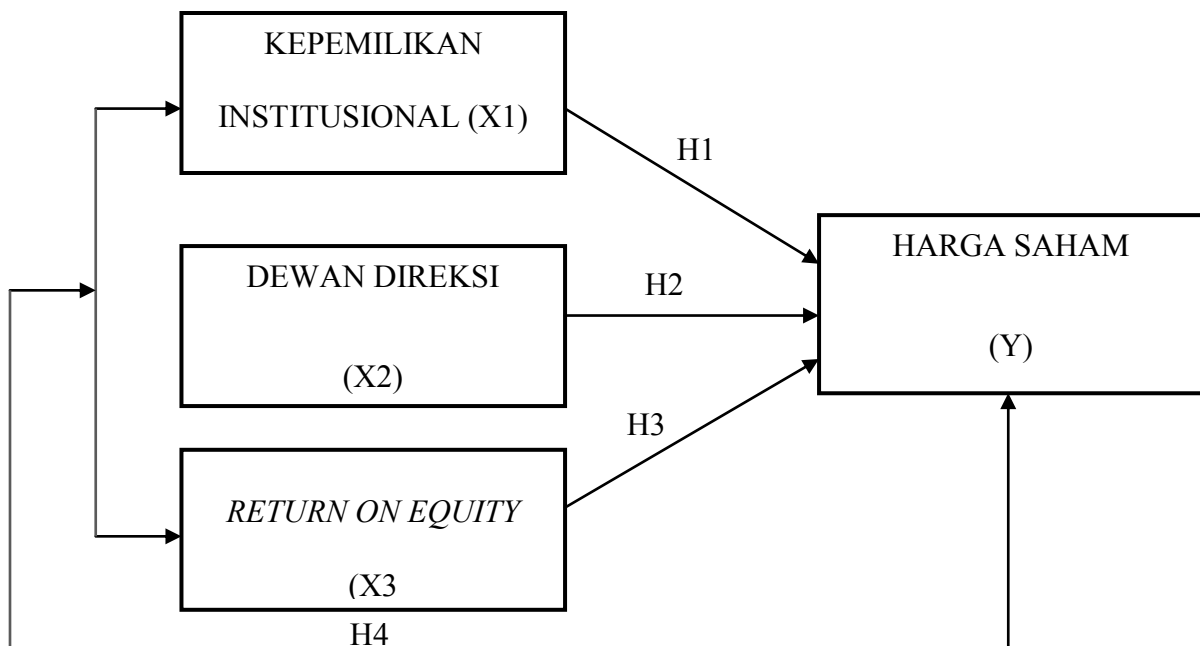 KEPEMILIKAN
INSTITUSIONAL (X1)
H1
HARGA SAHAM
(Y)
DEWAN DIREKSI
(X2)
H2
H3
RETURN ON EQUITY
(X3
H4